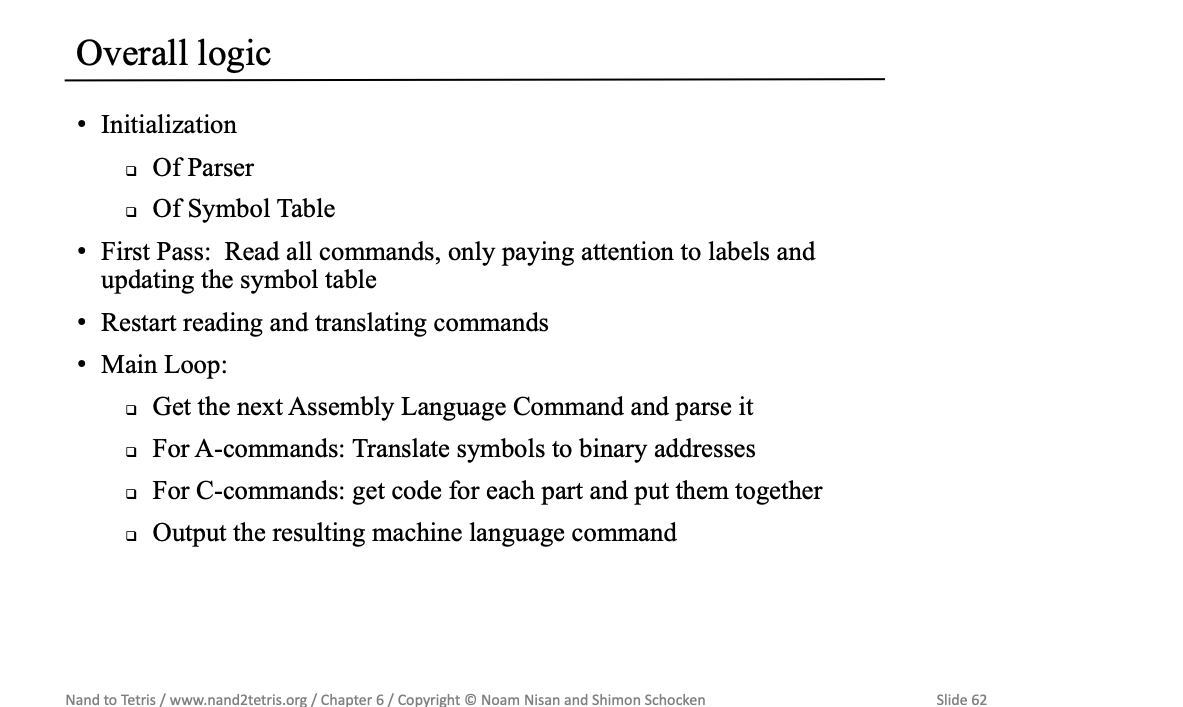 Overall logic
• Initialization
❑ Of Parser
❑ Of Symbol Table
• First Pass:  Read all commands, only paying attention to labels and
updating the symbol table
• Restart reading and translating commands
• Main Loop:
❑ Get the next Assembly Language Command and parse it
❑ For A-commands: Translate symbols to binary addresses
❑ For C-commands: get code for each part and put them together
❑ Output the resulting machine language command
Nand to Tetris / www.nand2tetris.org / Chapter 6 / Copyright © Noam Nisan and Shimon Schocken Slide 62